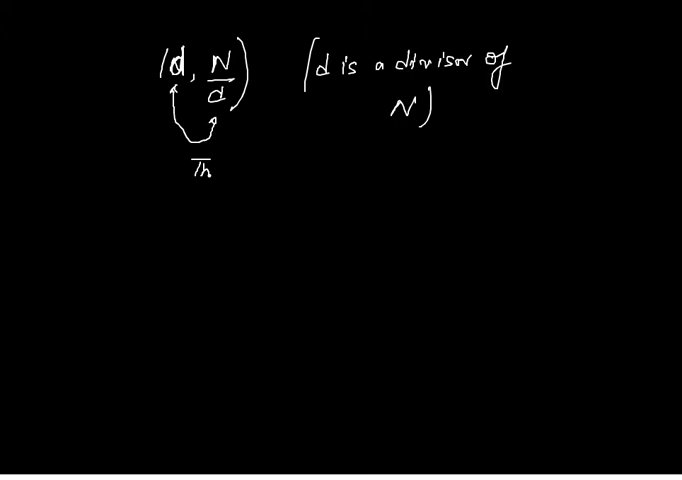 (d, N/d) (d is a divisor of
N)
Th